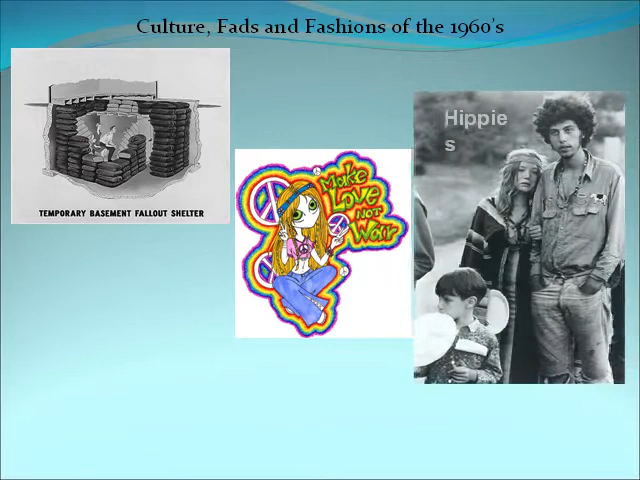 Culture, Fads and Fashions of the 1960's
Hippie
s
Make
Love
NOT
War
TEMPORARY BASEMENT FALLOUT SHELTER